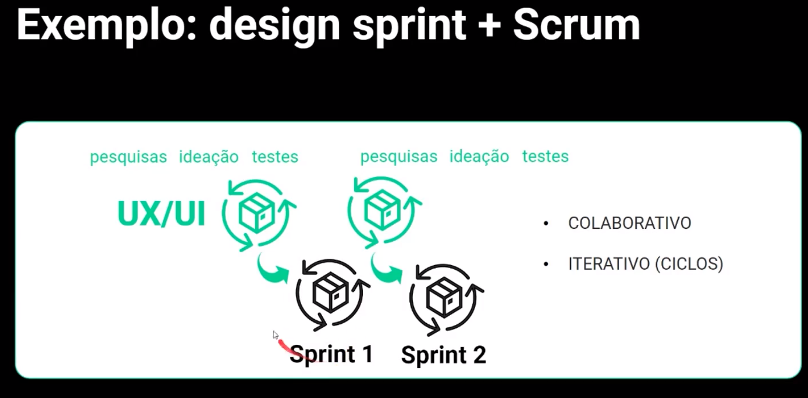 Exemplo: design sprint + Scrum
pesquisas ideação testes
pesquisas ideação testes
UX/UI
• COLABORATIVO
• ITERATIVO (CICLOS)
Sprint 1
Sprint 2